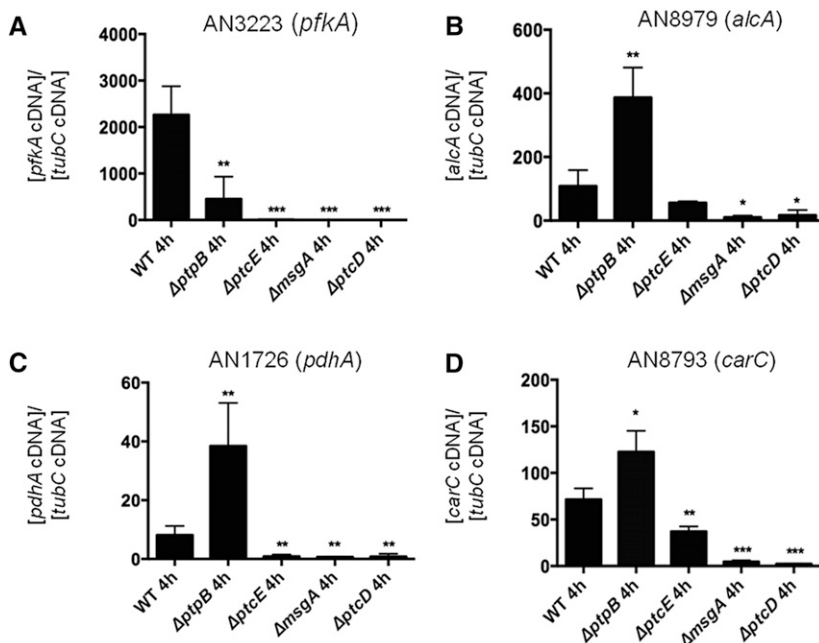 A
AN3223 (pfkA)
[pfkA cDNA]/
[tubC cDNA]
3000
2000
1000
0
**
***
***
***
WT 4h
ΔptpB 4h
ΔptcE 4h
ΔmsgA 4h
ΔptcD 4h
B
AN8979 (alcA)
[alcA cDNA]/
[tubC cDNA]
600
400
200
0
**
*
*
WT 4h
ΔptpB 4h
ΔptcE 4h
ΔmsgA 4h
ΔptcD 4h
C
AN1726 (pdhA)
[pdhA cDNA]/
[tubC cDNA]
60
40
20
0
**
**
**
**
WT 4h
ΔptpB 4h
ΔptcE 4h
ΔmsgA 4h
ΔptcD 4h
D
AN8793 (carC)
[carC cDNA]/
[tubC cDNA]
200
150
100
50
0
*
**
***
***
WT 4h
ΔptpB 4h
ΔptcE 4h
ΔmsgA 4h
ΔptcD 4h